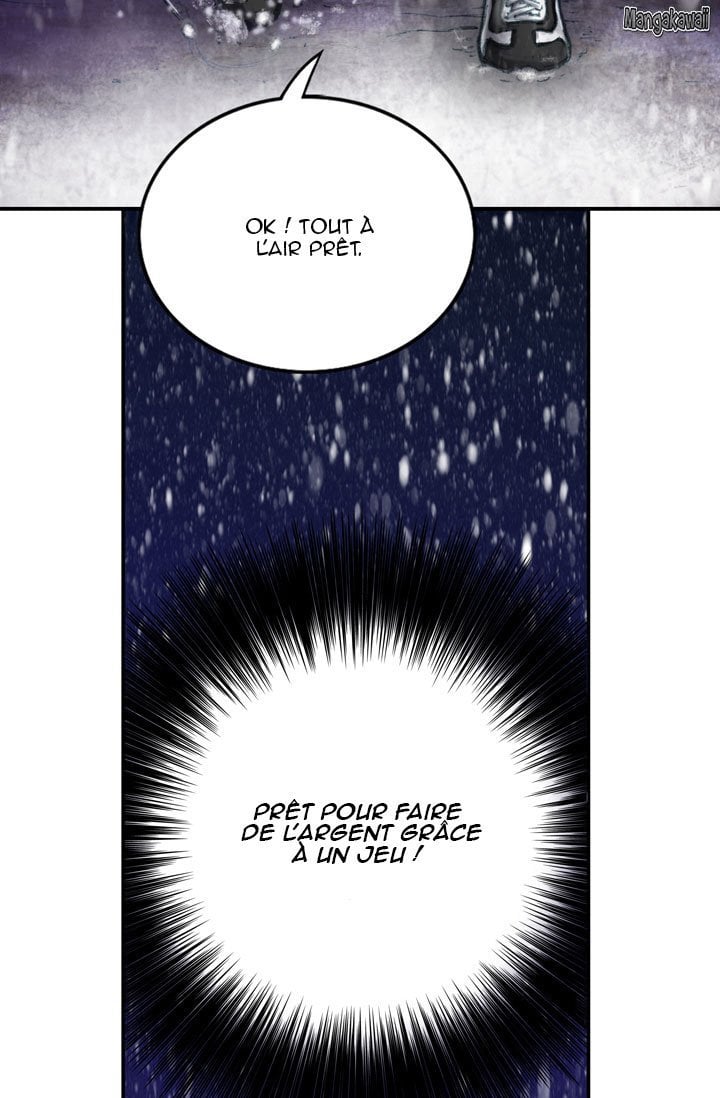 Mangakawaii
OK ! TOUT À
L'AIR PRÊT.
PRÊT POUR FAIRE
DE L'ARGENT GRÂCE
À UN JEU !